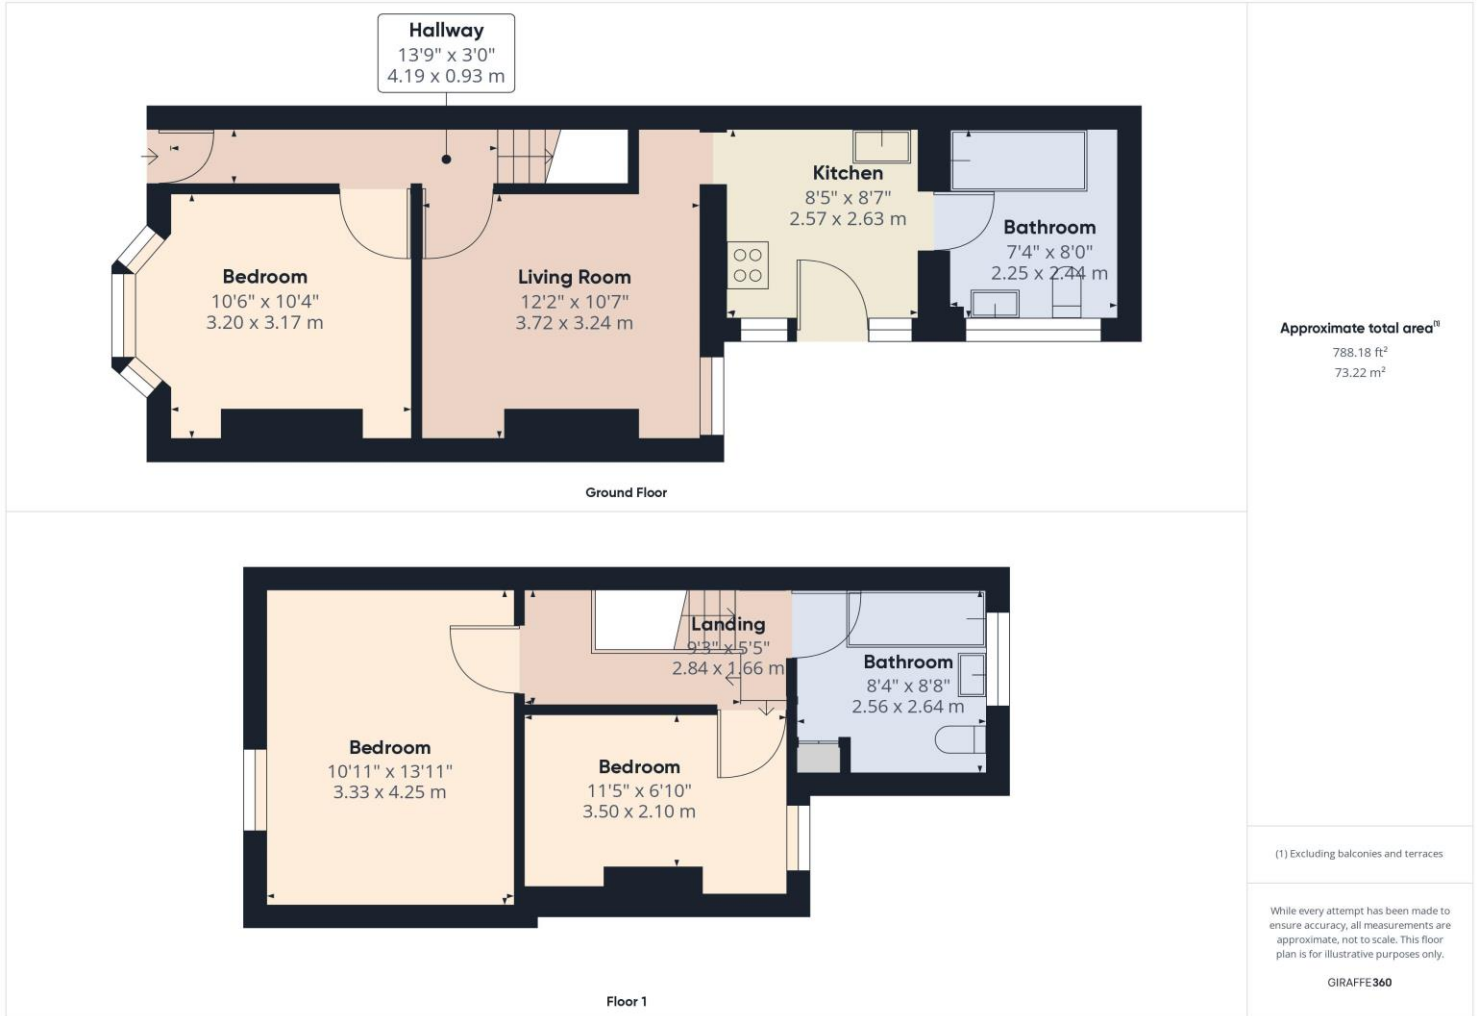 Hallway
13'9" x 3'0"
4.19 x 0.93 m
Bedroom
10'6" x 10'4"
3.20 x 3.17 m
Living Room
12'2" x 10'7"
3.72 x 3.24 m
Kitchen
8'5" x 8'7"
2.57 x 2.63 m
Bathroom
7'4" x 8'0"
2.25 x 2.44 m
Ground Floor
Bedroom
10'11" x 13'11"
3.33 x 4.25 m
Landing
9'3" x 5'5"
2.84 x 1.66 m
Bathroom
8'4" x 8'8"
2.56 x 2.64 m
Bedroom
11'5" x 6'10"
3.50 x 2.10 m
Floor 1
Approximate total area⁽¹⁾
788.18 ft²
73.22 m²
(1) Excluding balconies and terraces
While every attempt has been made to
ensure accuracy, all measurements are
approximate, not to scale. This floor
plan is for illustrative purposes only.
GIRAFFE360